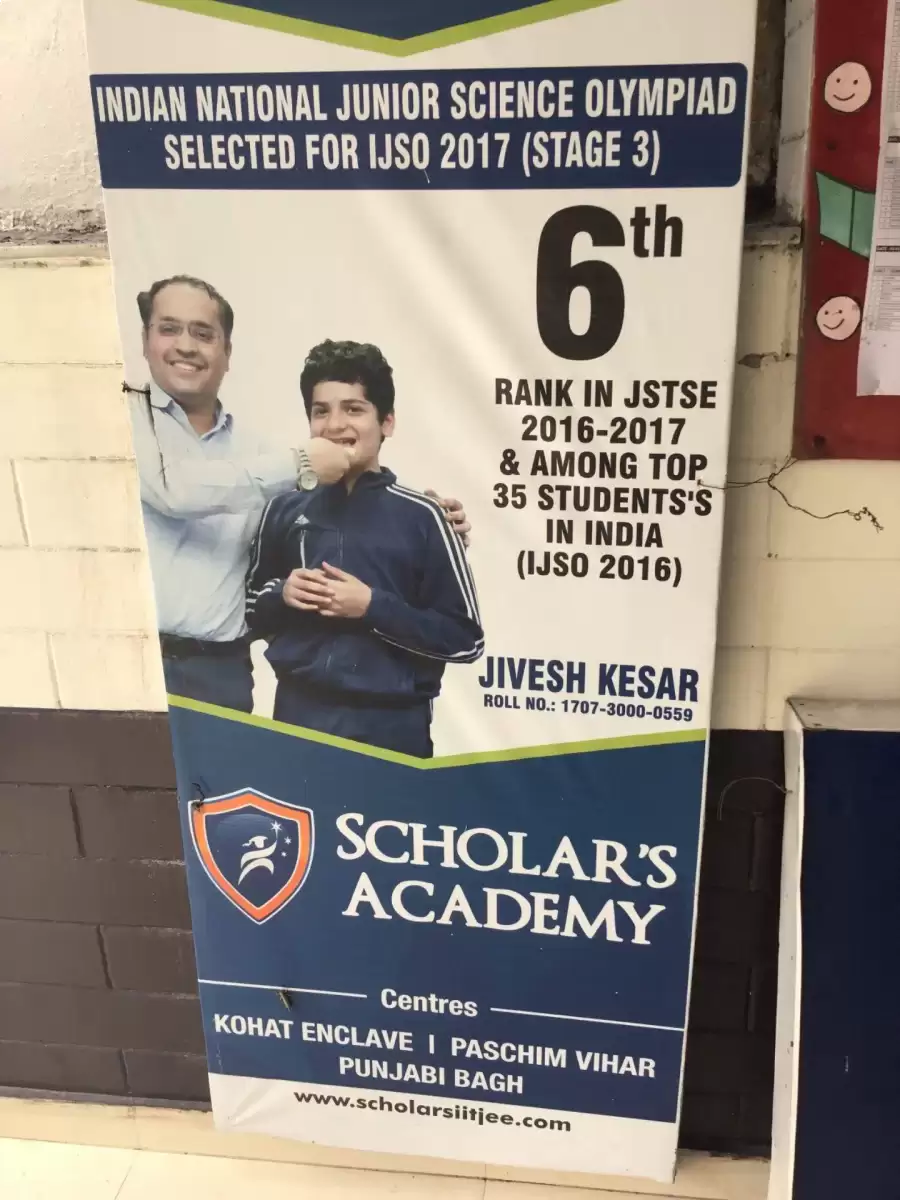 INDIAN NATIONAL JUNIOR SCIENCE OLYMPIAD
SELECTED FOR IJSO 2017 (STAGE 3)
6th
RANK IN JSTSE
2016-2017
& AMONG TOP
35 STUDENTS'S
IN INDIA
(IJSO 2016)
JIVESH KESAR
ROLL NO.: 1707-3000-0559
SCHOLAR'S
ACADEMY
Centres
KOHAT ENCLAVE | PASCHIM VIHAR
PUNJABI BAGH
www.scholarsiitjee.com